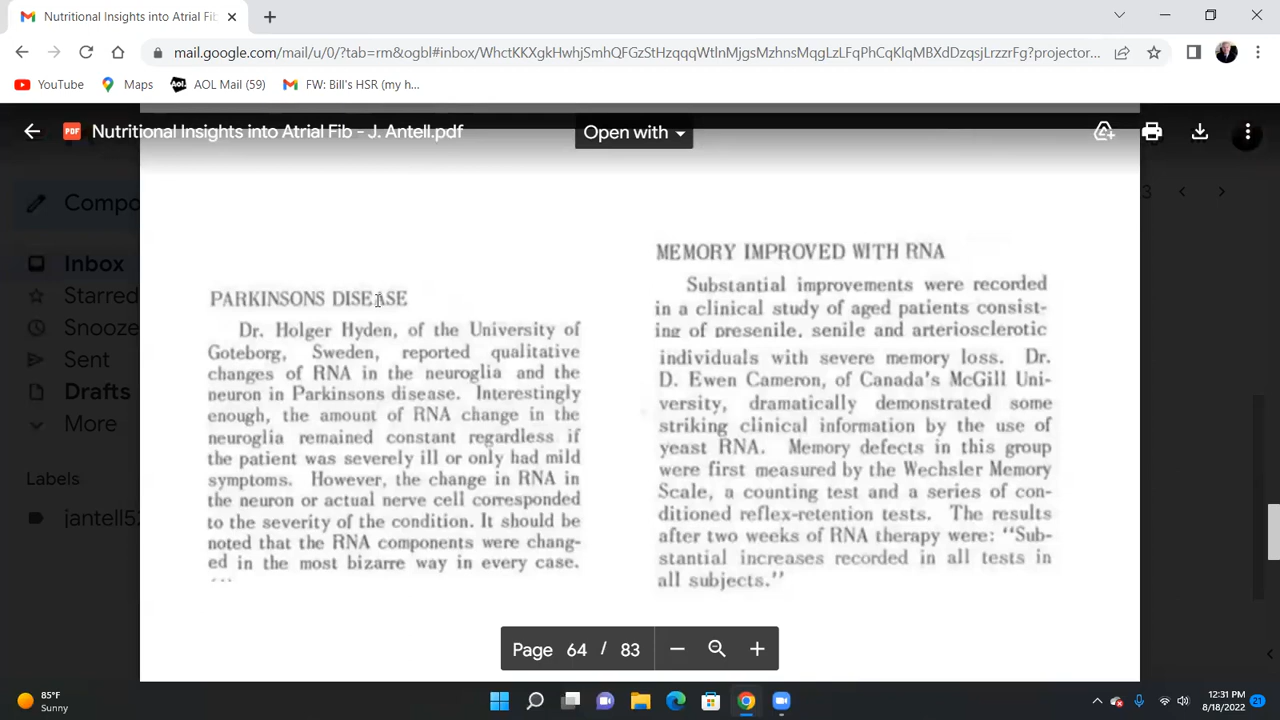 Nutritional Insights into Atrial Fib
mail.google.com/mail/u/0/?tab=rm&ogbl#inbox/WhctKKXgkHwhjSmhQFGzStHzqqqWtlnMjgsMzhnsMqgLzLFqPhCqKlqMBXdDzqsjLrzzrFg?projector...
YouTube
Maps
AOL Mail (59)
FW: Bill's HSR (my h...
PDF
Nutritional Insights into Atrial Fib - J. Antell.pdf
Open with
Compo
Inbox
Starred
Snooze
Sent
Drafts
More
Labels
jantell52
3
PARKINSONS DISEASE
Dr. Holger Hyden, of the University of
Goteborg, Sweden, reported qualitative
changes of RNA in the neuroglia and the
neuron in Parkinsons disease. Interestingly
enough, the amount of RNA change in the
neuroglia remained constant regardless if
the patient was severely ill or only had mild
symptoms. However, the change in RNA in
the neuron or actual nerve cell corresponded
to the severity of the condition. It should be
noted that the RNA components were chang-
ed in the most bizarre way in every case.
MEMORY IMPROVED WITH RNA
Substantial improvements were recorded
in a clinical study of aged patients consist-
ing of presenile, senile and arteriosclerotic
individuals with severe memory loss. Dr.
D. Ewen Cameron, of Canada's McGill Uni-
versity, dramatically demonstrated some
striking clinical information by the use of
yeast RNA. Memory defects in this group
were first measured by the Wechsler Memory
Scale, a counting test and a series of con-
ditioned reflex-retention tests. The results
after two weeks of RNA therapy were: "Sub-
stantial increases recorded in all tests in
all subjects."
Page 64 / 83
85°F
Sunny
12:31 PM
8/18/2022
21